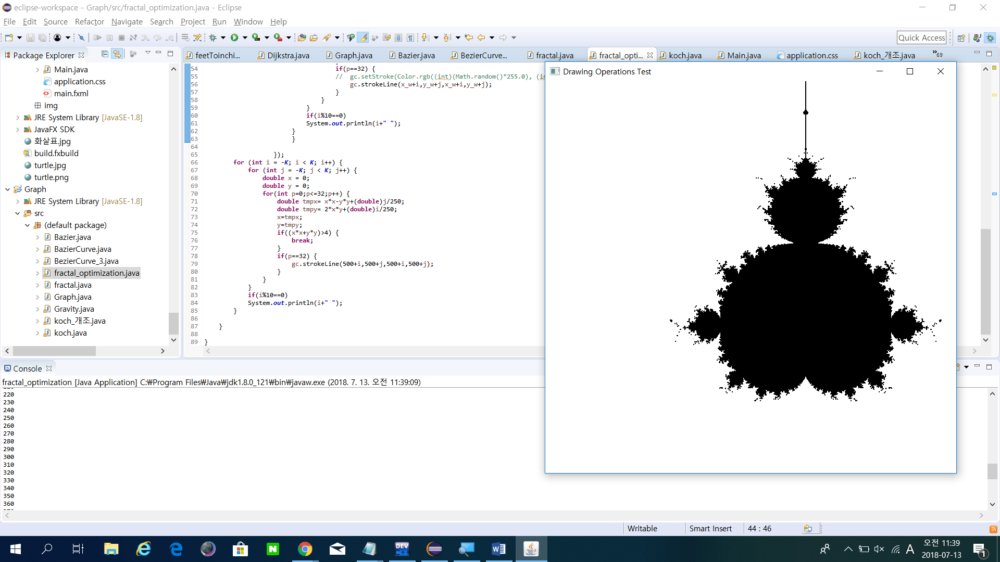 eclipse-workspace - Graph/src/fractal_optimization.java - Eclipse
File Edit Source Refactor Navigate Search Project Run Window Help
Quick Access
Package Explorer
feetToinchi... Dijkstra.java Graph.java Bazier.java BezierCurve... fractal.java fractal_opti... koch.java Main.java application.css koch_개조.java »69
Main.java
application.css
main.fxml
img
JRE System Library [JavaSE-1.8]
JavaFX SDK
화살표.jpg
build.fxbuild
turtle.jpg
turtle.png
Graph
JRE System Library [JavaSE-1.8]
src
(default package)
Bazier.java
BazierCurve.java
BezierCurve_3.java
fractal_optimization.java
fractal.java
Graph.java
Gravity.java
koch_개조.java
koch.java
54 if(p==32) {
55 // gc.setStroke(Color.rgb((int)(Math.random()*255.0), (in
56 gc.strokeLine(x_w+i,y_w+j,x_w+i,y_w+j);
57 }
58 }
59 }
60 if(i%10==0)
61 System.out.println(i+" ");
62 }
63 }
64
65 });
66 for (int i = -K; i < K; i++) {
67 for (int j = -K; j < K; j++) {
68 double x = 0;
69 double y = 0;
70 for(int p=0;p<=32;p++) {
71 double tmpx= x*x-y*y+(double)j/250;
72 double tmpy= 2*x*y+(double)i/250;
73 x=tmpx;
74 y=tmpy;
75 if((x*x+y*y)>4) {
76 break;
77 }
78 if(p==32) {
79 gc.strokeLine(500+i,500+j,500+i,500+j);
80 }
81 }
82 }
83 if(i%10==0)
84 System.out.println(i+" ");
85 }
86
87 }
88
89 }
Drawing Operations Test
Console
fractal_optimization [Java Application] C:₩Program Files₩Java₩jdk1.8.0_121₩bin₩javaw.exe (2018. 7. 13. 오전 11:39:09)
220
230
240
250
260
270
280
290
300
310
320
330
340
350
360
Writable Smart Insert 44 : 46
N DEV C++ A 오전 11:39
2018-07-13 1